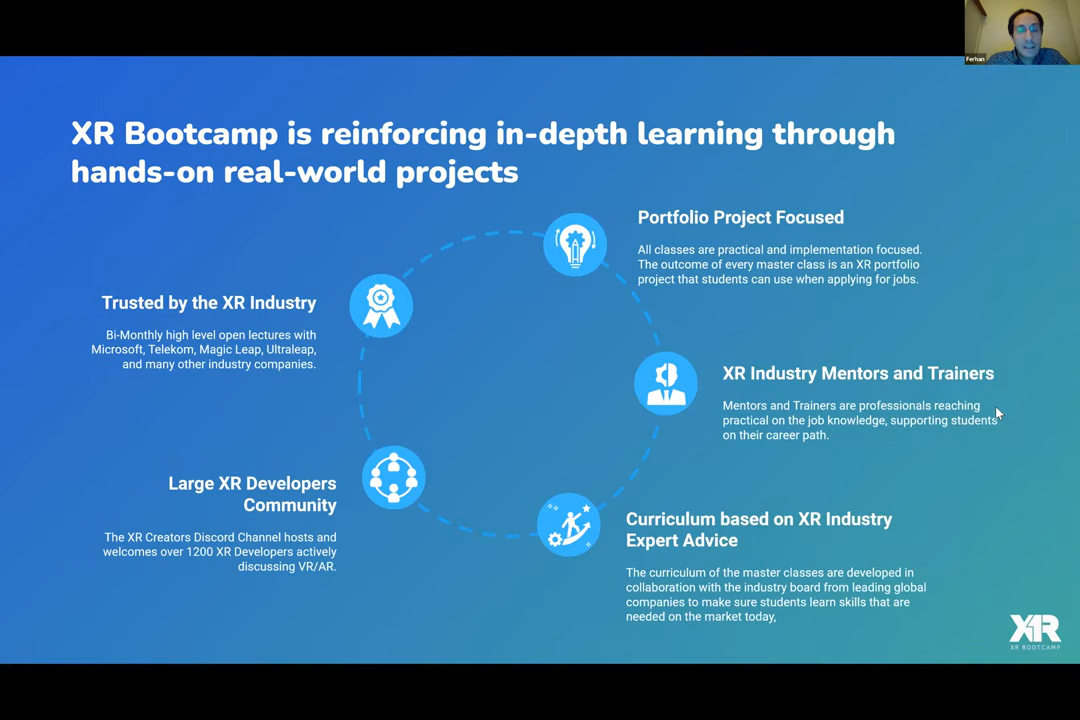 Ferhan
XR Bootcamp is reinforcing in-depth learning through
hands-on real-world projects
Portfolio Project Focused
All classes are practical and implementation focused.
The outcome of every master class is an XR portfolio
project that students can use when applying for jobs.
Trusted by the XR Industry
Bi-Monthly high level open lectures with
Microsoft, Telekom, Magic Leap, Ultraleap,
and many other industry companies.
XR Industry Mentors and Trainers
Mentors and Trainers are professionals reaching
practical on the job knowledge, supporting students
on their career path.
Large XR Developers
Community
The XR Creators Discord Channel hosts and
welcomes over 1200 XR Developers actively
discussing VR/AR.
Curriculum based on XR Industry
Expert Advice
The curriculum of the master classes are developed in
collaboration with the industry board from leading global
companies to make sure students learn skills that are
needed on the market today,
XR
XR BOOTCAMP